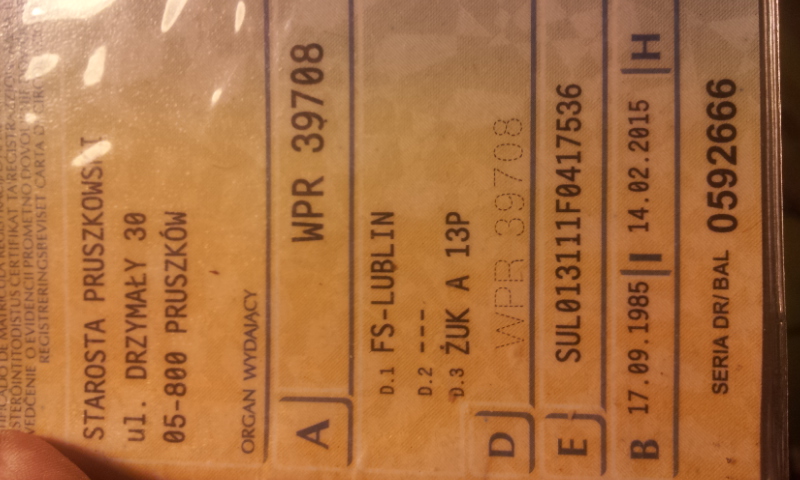 STAROSTA PRUSZKOWSKI
ul. DRZYMAŁY 30
05-800 PRUSZKÓW
ORGAN WYDAJĄCY
A WPR 39708
D.1 FS-LUBLIN
D.2 ---
D.3 ŻUK A 13P
D WPR 39708
E SUL013111F0417536
B 17.09.1985 I 14.02.2015 H
SERIA DR/BAL 0592666